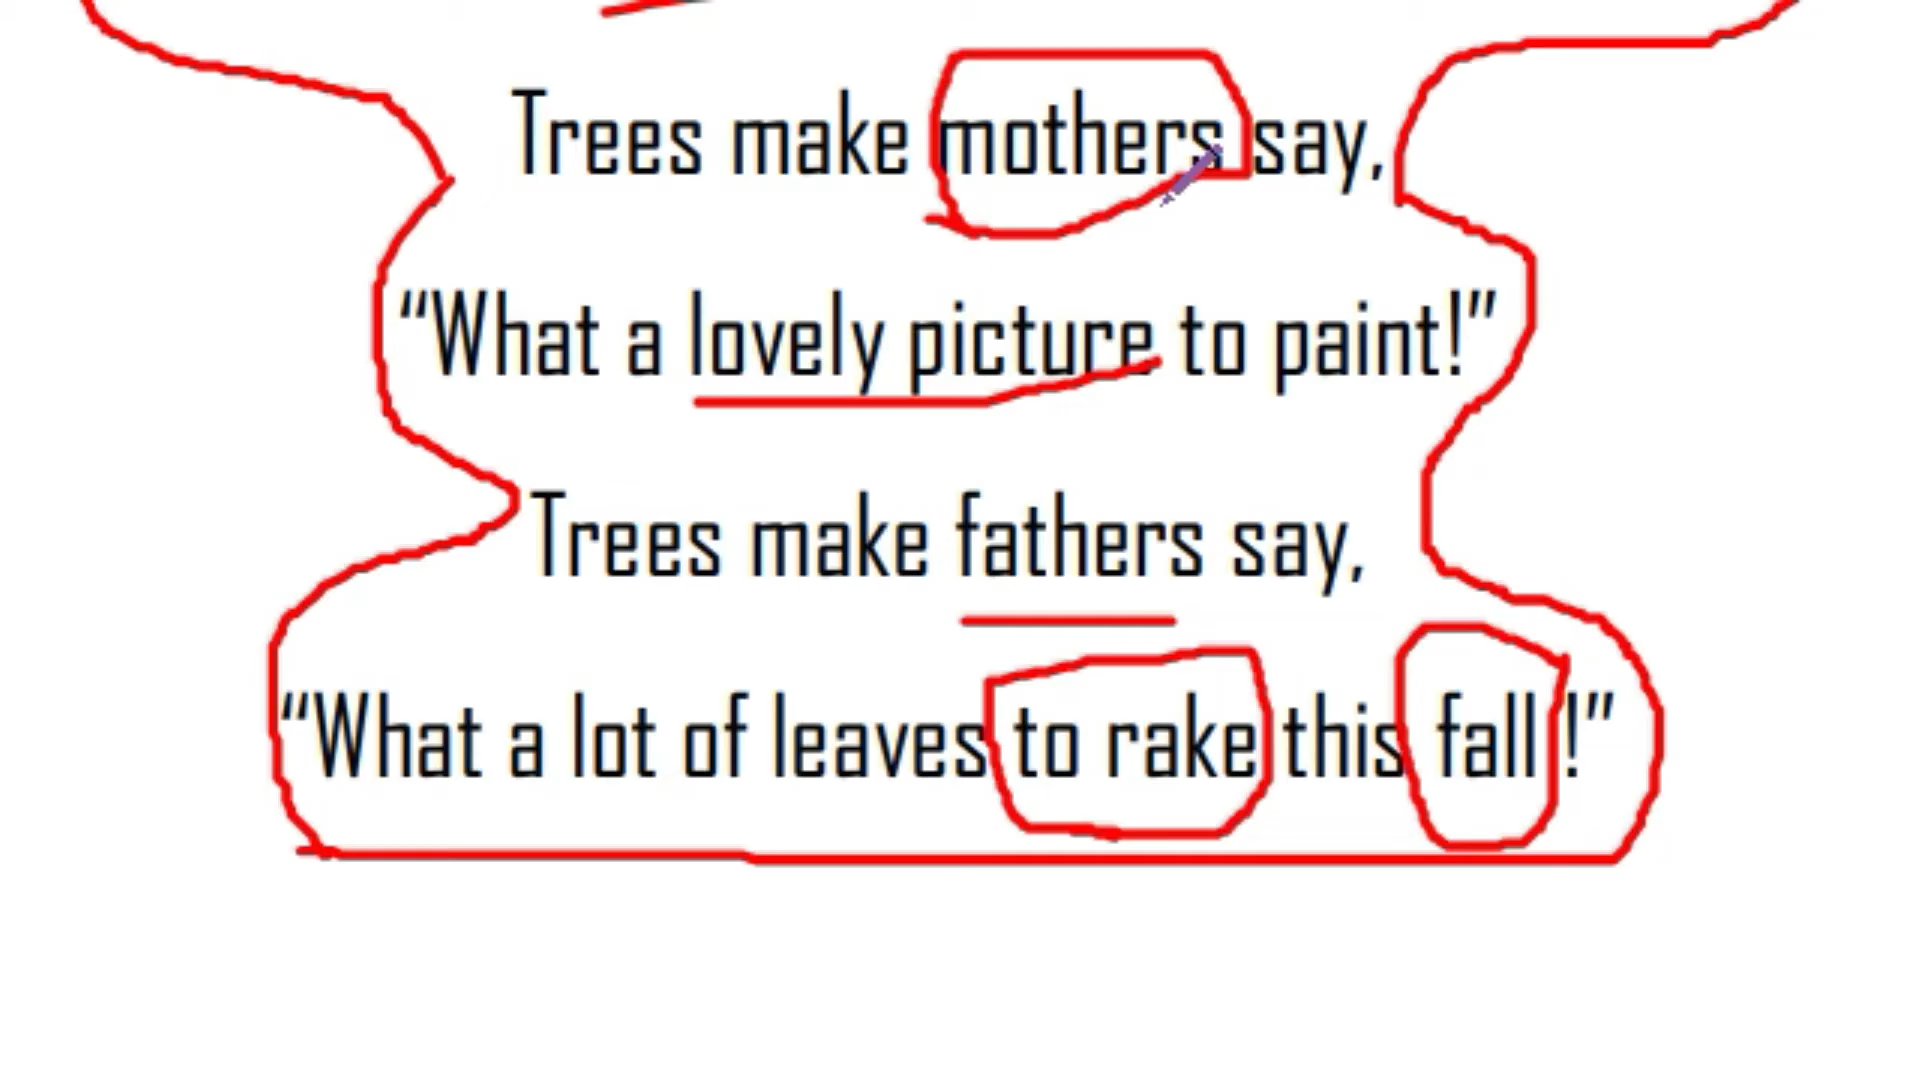 Trees make mothers say,
“What a lovely picture to paint!”
Trees make fathers say,
“What a lot of leaves to rake this fall !”